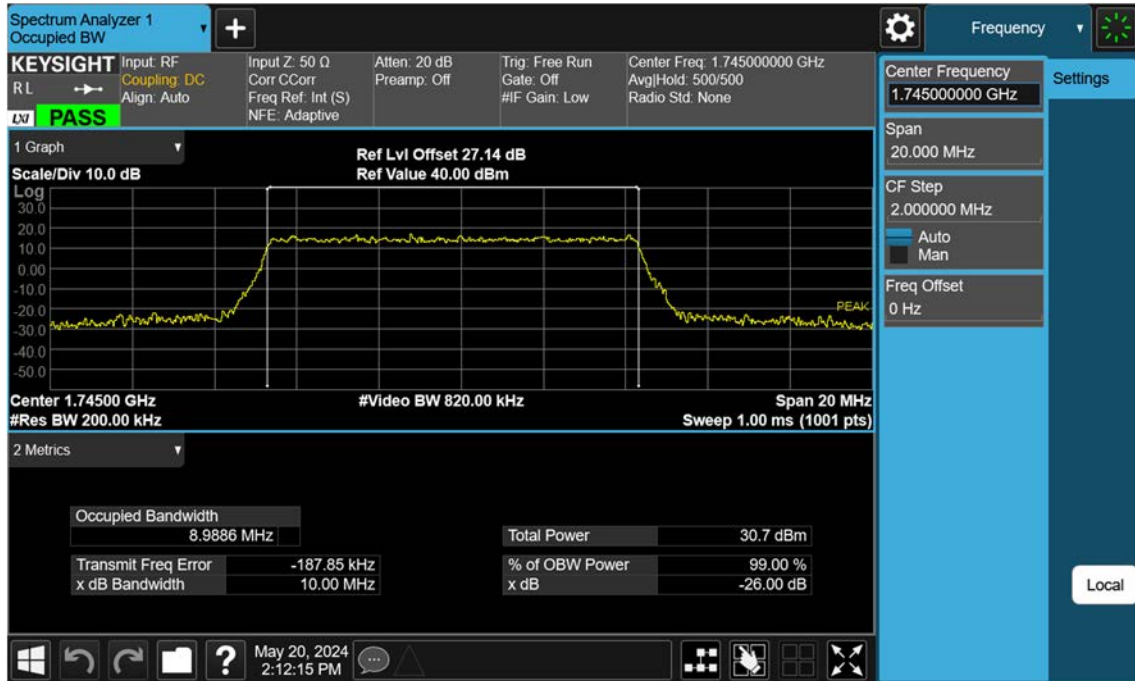 Spectrum Analyzer 1
Occupied BW
+
Frequency
KEYSIGHT
R L
LXI PASS
Input: RF
Coupling: DC
Align: Auto
Input Z: 50 Ω
Corr CCorr
Freq Ref: Int (S)
NFE: Adaptive
Atten: 20 dB
Preamp: Off
Trig: Free Run
Gate: Off
#IF Gain: Low
Center Freq: 1.745000000 GHz
Avg|Hold: 500/500
Radio Std: None
Center Frequency
1.745000000 GHz
Settings
Span
20.000 MHz
CF Step
2.000000 MHz
Auto
Man
Freq Offset
0 Hz
Local
1 Graph
Scale/Div 10.0 dB
Ref Lvl Offset 27.14 dB
Ref Value 40.00 dBm
Log
30.0
20.0
10.0
0.00
-10.0
-20.0
-30.0
-40.0
-50.0
PEAK
Center 1.74500 GHz
#Video BW 820.00 kHz
Span 20 MHz
#Res BW 200.00 kHz
Sweep 1.00 ms (1001 pts)
2 Metrics
Occupied Bandwidth
8.9886 MHz
Total Power 30.7 dBm
Transmit Freq Error -187.85 kHz
% of OBW Power 99.00 %
x dB Bandwidth 10.00 MHz
x dB -26.00 dB
?
May 20, 2024
2:12:15 PM